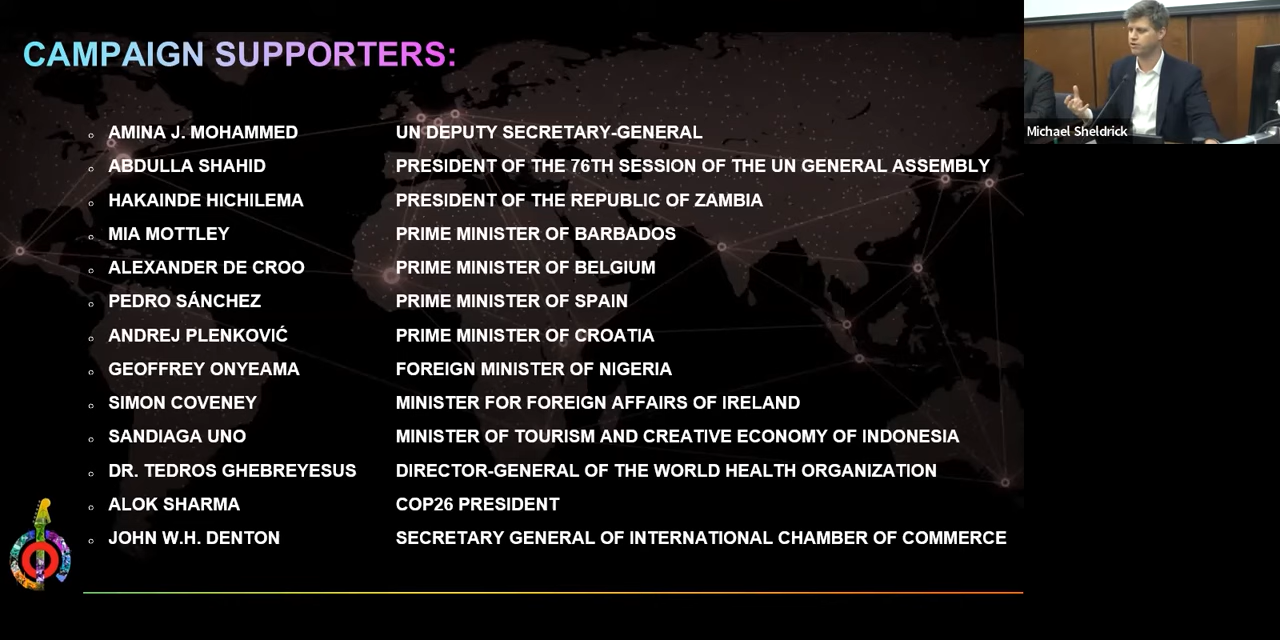 CAMPAIGN SUPPORTERS:
AMINA J. MOHAMMED UN DEPUTY SECRETARY-GENERAL
ABDULLA SHAHID PRESIDENT OF THE 76TH SESSION OF THE UN GENERAL ASSEMBLY
HAKAINDE HICHILEMA PRESIDENT OF THE REPUBLIC OF ZAMBIA
MIA MOTTLEY PRIME MINISTER OF BARBADOS
ALEXANDER DE CROO PRIME MINISTER OF BELGIUM
PEDRO SÁNCHEZ PRIME MINISTER OF SPAIN
ANDREJ PLENKOVIĆ PRIME MINISTER OF CROATIA
GEOFFREY ONYEAMA FOREIGN MINISTER OF NIGERIA
SIMON COVENEY MINISTER FOR FOREIGN AFFAIRS OF IRELAND
SANDIAGA UNO MINISTER OF TOURISM AND CREATIVE ECONOMY OF INDONESIA
DR. TEDROS GHEBREYESUS DIRECTOR-GENERAL OF THE WORLD HEALTH ORGANIZATION
ALOK SHARMA COP26 PRESIDENT
JOHN W.H. DENTON SECRETARY GENERAL OF INTERNATIONAL CHAMBER OF COMMERCE
Michael Sheldrick